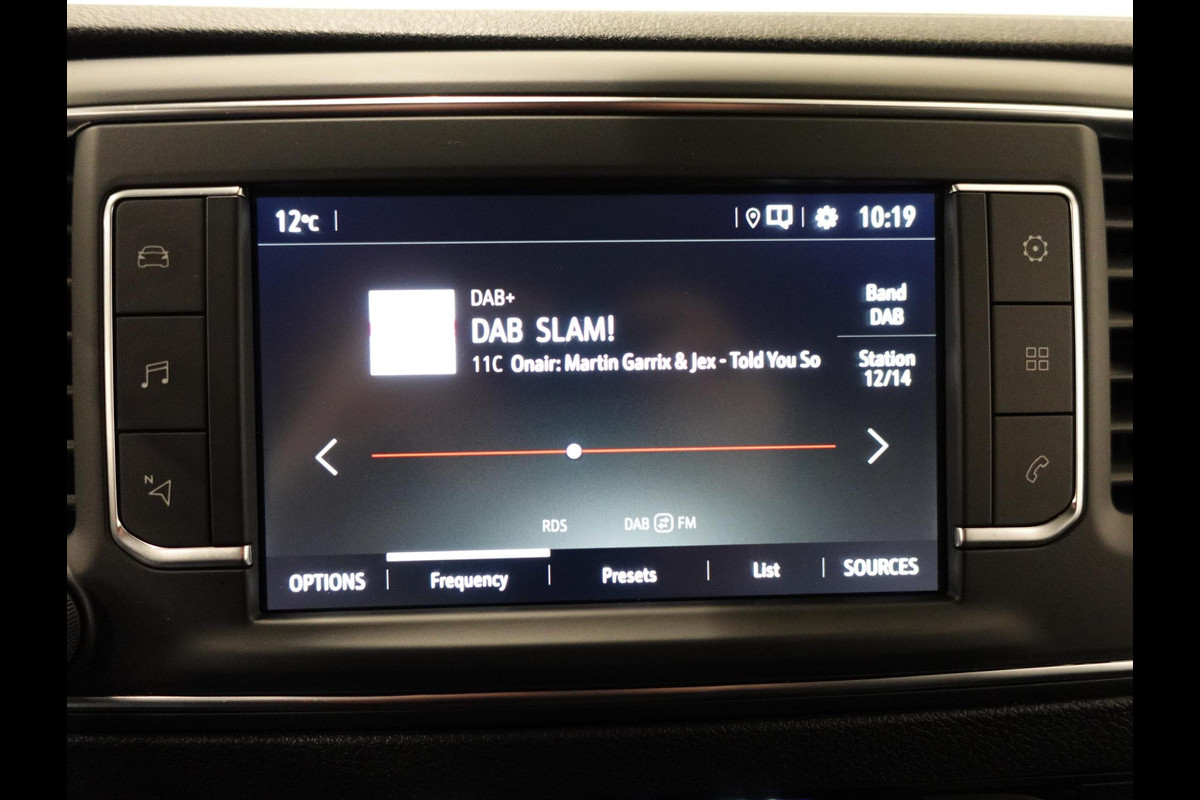 12°C
10:19
DAB+
DAB SLAM!
11C Onair: Martin Garrix & Jex - Told You So
Band
DAB
Station
12/14
N
RDS
DAB FM
OPTIONS
Frequency
Presets
List
SOURCES